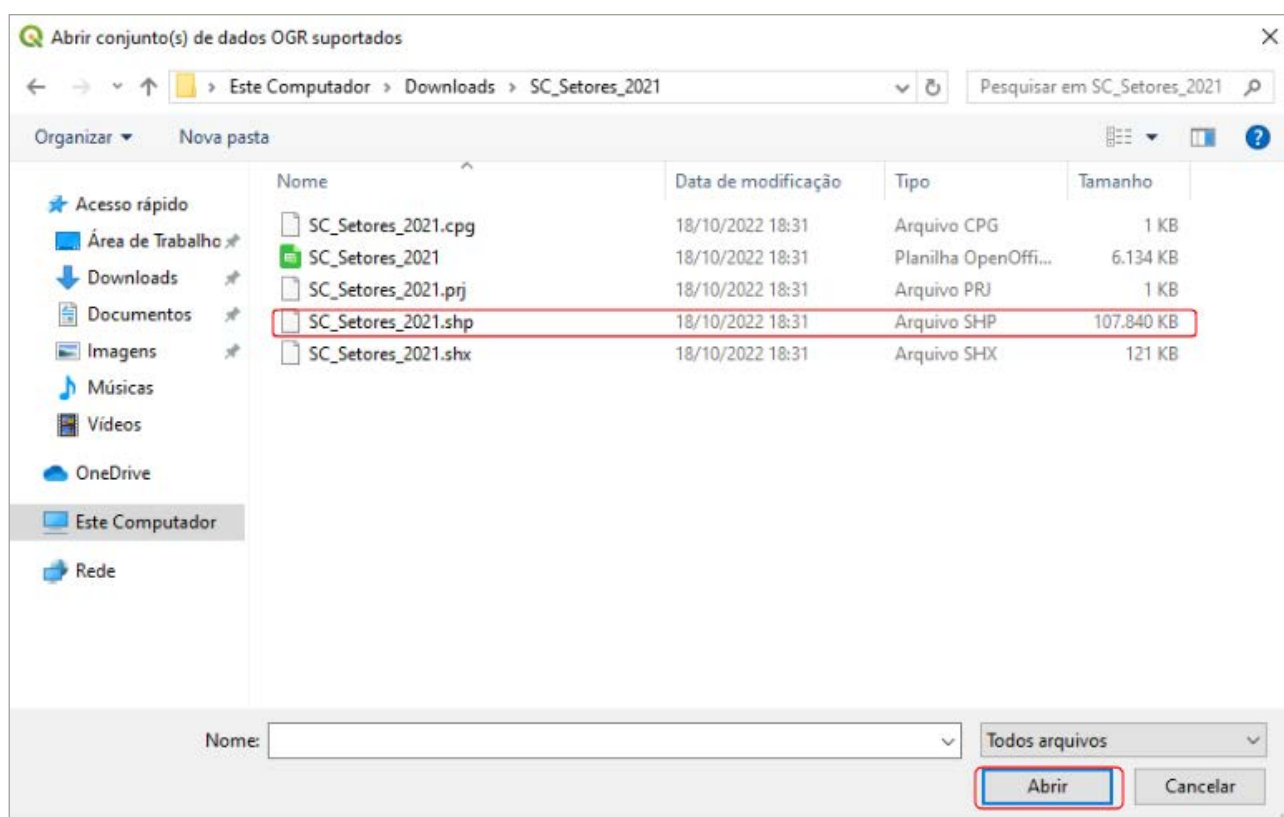 Abrir conjunto(s) de dados OGR suportados
Este Computador > Downloads > SC_Setores_2021
Pesquisar em SC_Setores_2021
Organizar
Nova pasta
Nome
Data de modificação
Tipo
Tamanho
Acesso rápido
Área de Trabalho
Downloads
Documentos
Imagens
Músicas
Vídeos
OneDrive
Este Computador
Rede
SC_Setores_2021.cpg 18/10/2022 18:31 Arquivo CPG 1 KB
SC_Setores_2021 18/10/2022 18:31 Planilha OpenOffi... 6.134 KB
SC_Setores_2021.prj 18/10/2022 18:31 Arquivo PRJ 1 KB
SC_Setores_2021.shp 18/10/2022 18:31 Arquivo SHP 107.840 KB
SC_Setores_2021.shx 18/10/2022 18:31 Arquivo SHX 121 KB
Nome:
Todos arquivos
Abrir
Cancelar